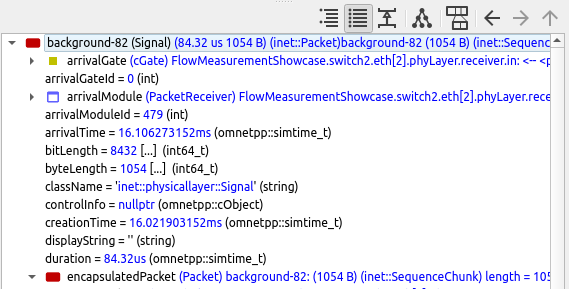 background-82 (Signal) (84.32 us 1054 B) (inet::Packet)background-82 (1054 B) (inet::Sequence
arrivalGate (cGate) FlowMeasurementShowcase.switch2.eth[2].phyLayer.receiver.in: <-- <p
arrivalGateId = 0 (int)
arrivalModule (PacketReceiver) FlowMeasurementShowcase.switch2.eth[2].phyLayer.rece
arrivalModuleId = 479 (int)
arrivalTime = 16.106273152ms (omnetpp::simtime_t)
bitLength = 8432 [...] (int64_t)
byteLength = 1054 [...] (int64_t)
className = 'inet::physicallayer::Signal' (string)
controlInfo = nullptr (omnetpp::cObject)
creationTime = 16.021903152ms (omnetpp::simtime_t)
displayString = '' (string)
duration = 84.32us (omnetpp::simtime_t)
encapsulatedPacket (Packet) background-82: (1054 B) (inet::SequenceChunk) length = 105